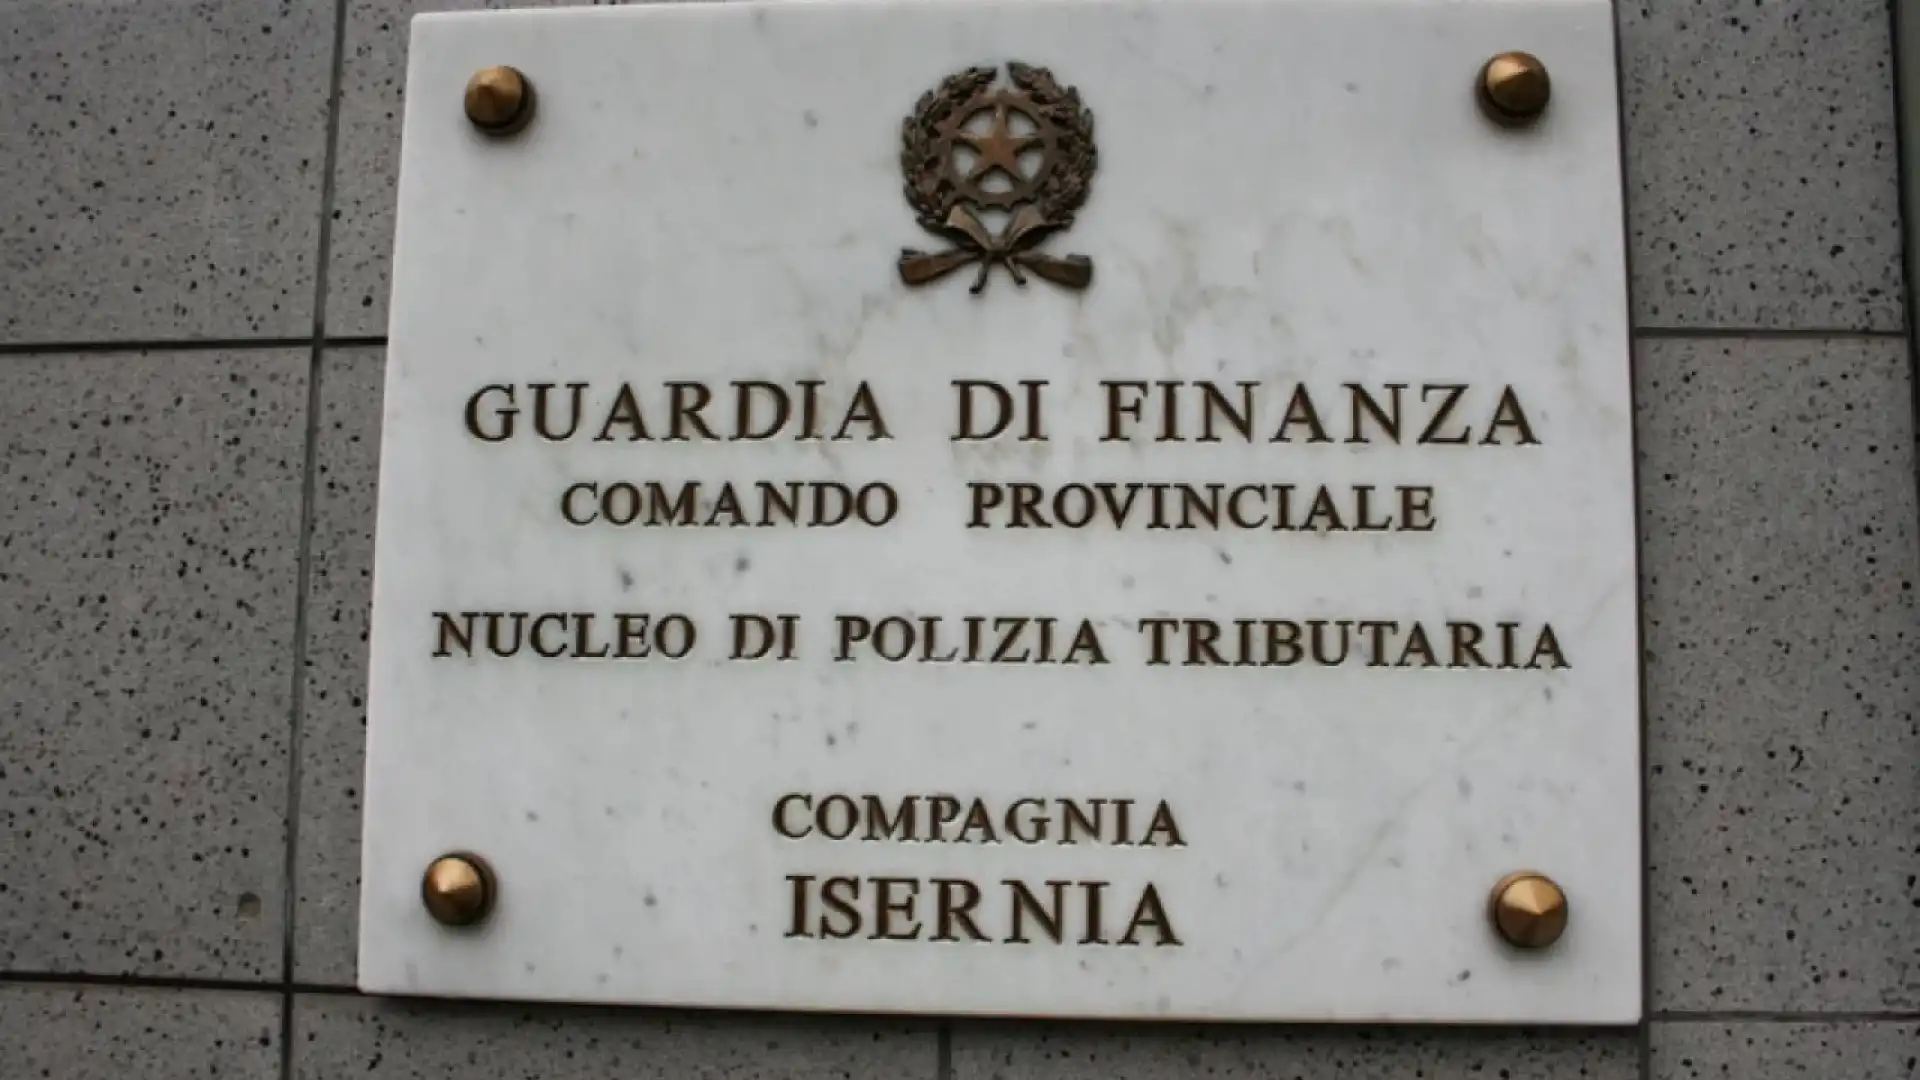 GUARDIA DI FINANZA
COMANDO PROVINCIALE
NUCLEO DI POLIZIA TRIBUTARIA
COMPAGNIA
ISERNIA